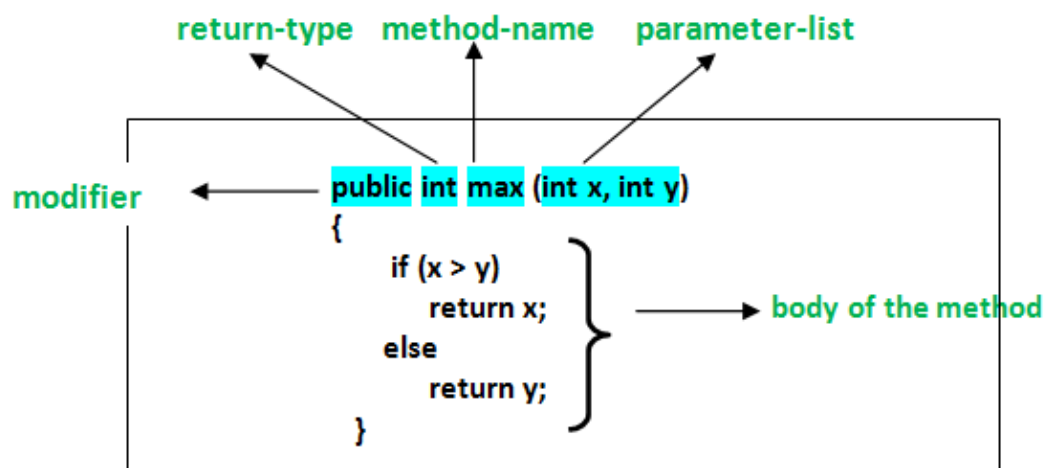 return-type method-name parameter-list
modifier
public int max (int x, int y)
{
if (x > y)
return x;
body of the method
else
return y;
}